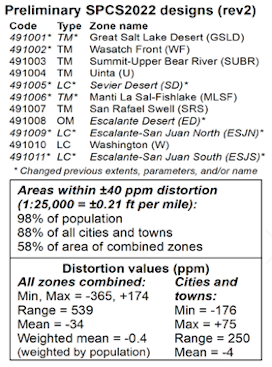 Preliminary SPCS2022 designs (rev2)
Code Type Zone name
491001* TM* Great Salt Lake Desert (GSLD)
491002* TM Wasatch Front (WF)
491003 TM Summit-Upper Bear River (SUBR)
491004 TM Uinta (U)
491005* LC* Sevier Desert (SD)*
491006* TM* Manti La Sal-Fishlake (MLSF)
491007 TM San Rafael Swell (SRS)
491008 OM Escalante Desert (ED)*
491009* LC* Escalante-San Juan North (ESJN)*
491010 LC Washington (W)
491011* LC* Escalante-San Juan South (ESJS)*
* Changed previous extents, parameters, and/or name
Areas within ±40 ppm distortion
(1:25,000 = ±0.21 ft per mile):
98% of population
88% of all cities and towns
58% of area of combined zones
Distortion values (ppm)
All zones combined:
Min, Max = -365, +174
Range = 539
Mean = -34
Weighted mean = -0.4
(weighted by population)
Cities and
towns:
Min = -176
Max = +75
Range = 250
Mean = -4